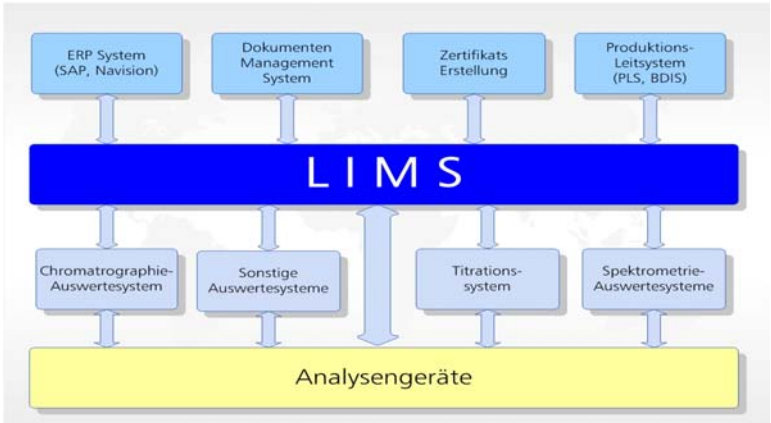 ERP System
(SAP, Navision)
Dokumenten
Management
System
Zertifikats
Erstellung
Produktions-
Leitsystem
(PLS, BDIS)
LIMS
Chromatrographie-
Auswertesystem
Sonstige
Auswertesysteme
Titrations-
system
Spektrometrie-
Auswertesysteme
Analysengeräte